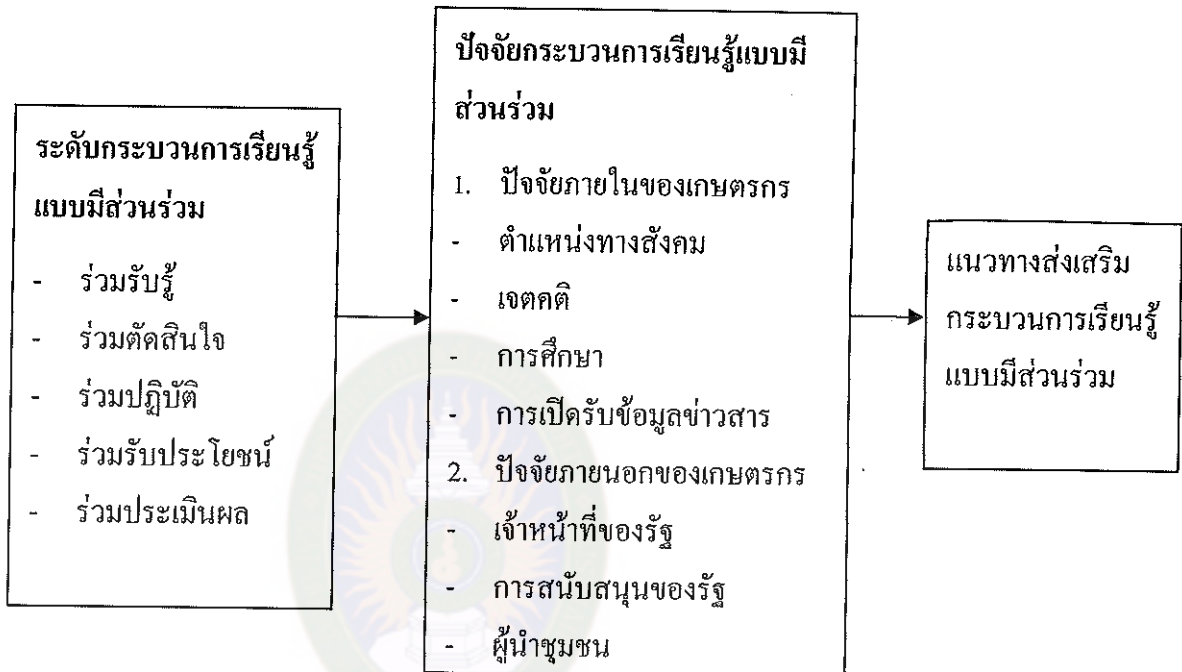 ระดับกระบวนการเรียนรู้
แบบมีส่วนร่วม
- ร่วมรับรู้
- ร่วมตัดสินใจ
- ร่วมปฏิบัติ
- ร่วมรับประโยชน์
- ร่วมประเมินผล
ปัจจัยกระบวนการเรียนรู้แบบมี
ส่วนร่วม
1. ปัจจัยภายในของเกษตรกร
- ตำแหน่งทางสังคม
- เจตคติ
- การศึกษา
- การเปิดรับข้อมูลข่าวสาร
2. ปัจจัยภายนอกของเกษตรกร
- เจ้าหน้าที่ของรัฐ
- การสนับสนุนของรัฐ
- ผู้นำชุมชน
แนวทางส่งเสริม
กระบวนการเรียนรู้
แบบมีส่วนร่วม